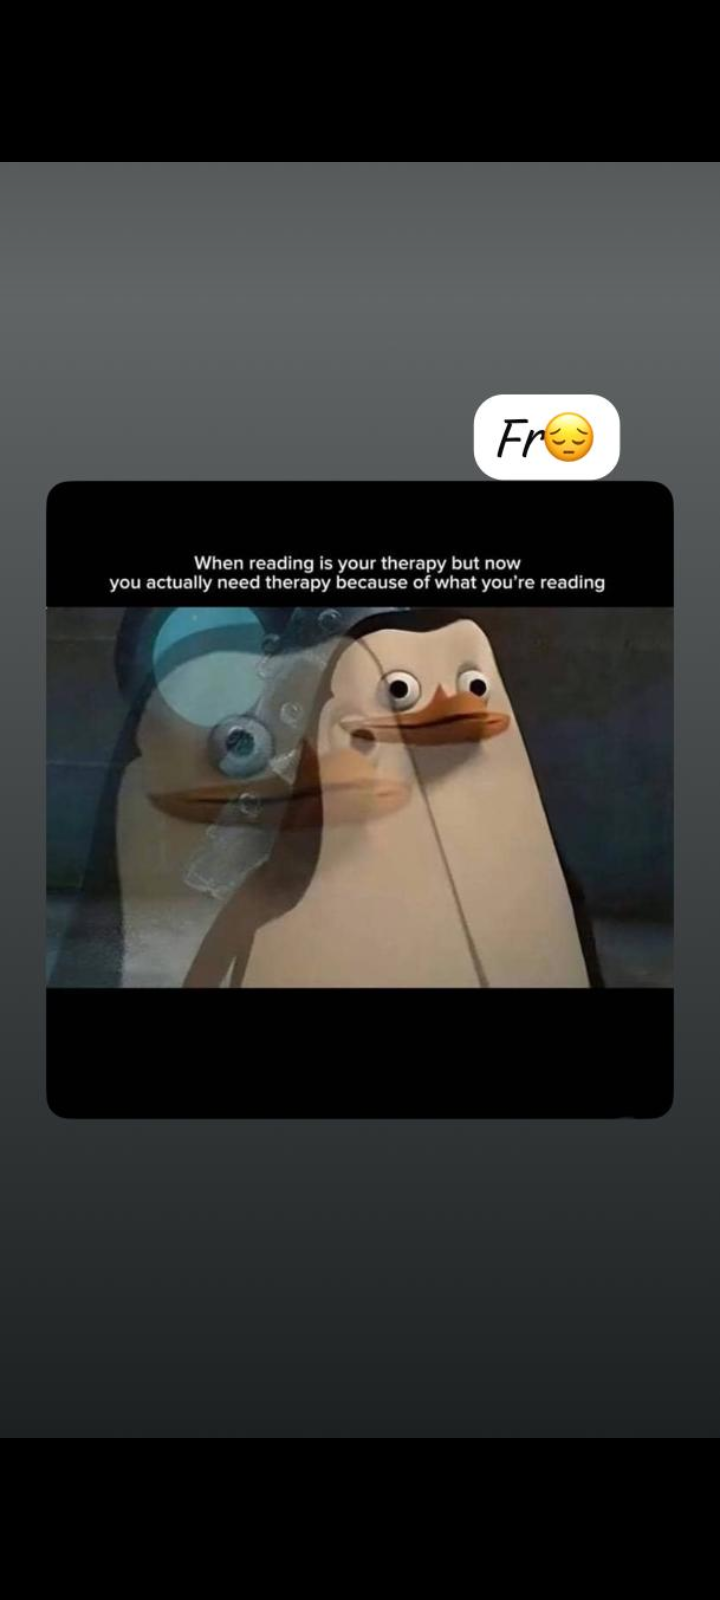 Fr😔
When reading is your therapy but now
you actually need therapy because of what you're reading